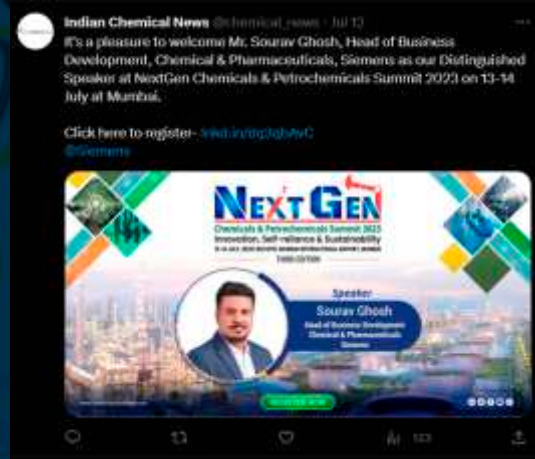 Indian Chemical News @chemical_news · Jul 12
It's a pleasure to welcome Mr. Sourav Ghosh, Head of Business
Development, Chemical & Pharmaceuticals, Siemens as our Distinguished
Speaker at NextGen Chemicals & Petrochemicals Summit 2023 on 13-14
July at Mumbai.
Click here to register-
@Siemens
NEXTGEN
Chemicals & Petrochemicals Summit 2023
Innovation, Self-reliance & Sustainability
THIRD EDITION
Speaker
Sourav Ghosh
Head of Business Development
Chemical & Pharmaceuticals
Siemens
REGISTER NOW